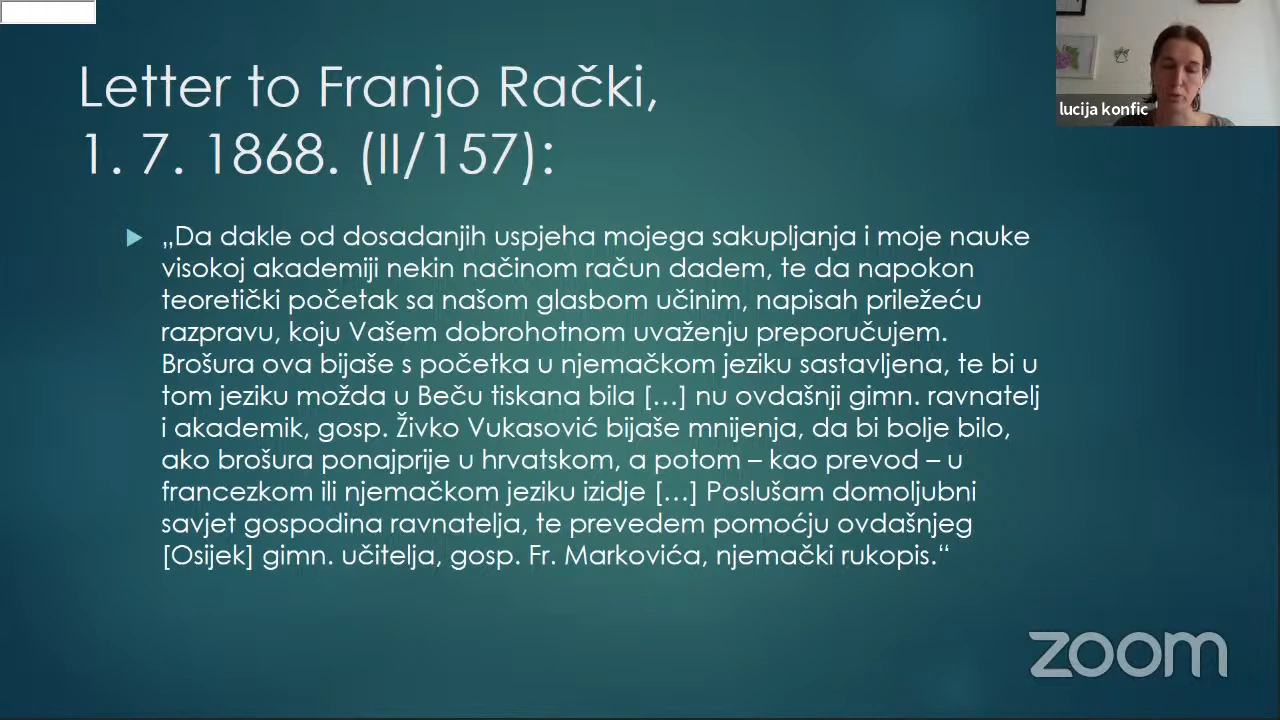 Letter to Franjo Rački,
1. 7. 1868. (II/157):
lucija konfic
„Da dakle od dosadanjih uspjeha mojega sakupljanja i moje nauke
visokoj akademiji nekin načinom račun dadem, te da napokon
teoretički početak sa našom glasbom učinim, napisah priležeću
razpravu, koju Vašem dobrohotnom uvaženju preporučujem.
Brošura ova bijaše s početka u njemačkom jeziku sastavljena, te bi u
tom jeziku možda u Beču tiskana bila [...] nu ovdašnji gimn. ravnatelj
i akademik, gosp. Živko Vukasović bijaše mnijenja, da bi bolje bilo,
ako brošura ponajprije u hrvatskom, a potom – kao prevod – u
francezkom ili njemačkom jeziku izidje [...] Poslušam domoljubni
savjet gospodina ravnatelja, te prevedem pomoćju ovdašnjeg
[Osijek] gimn. učitelja, gosp. Fr. Markovića, njemački rukopis.“
zoom